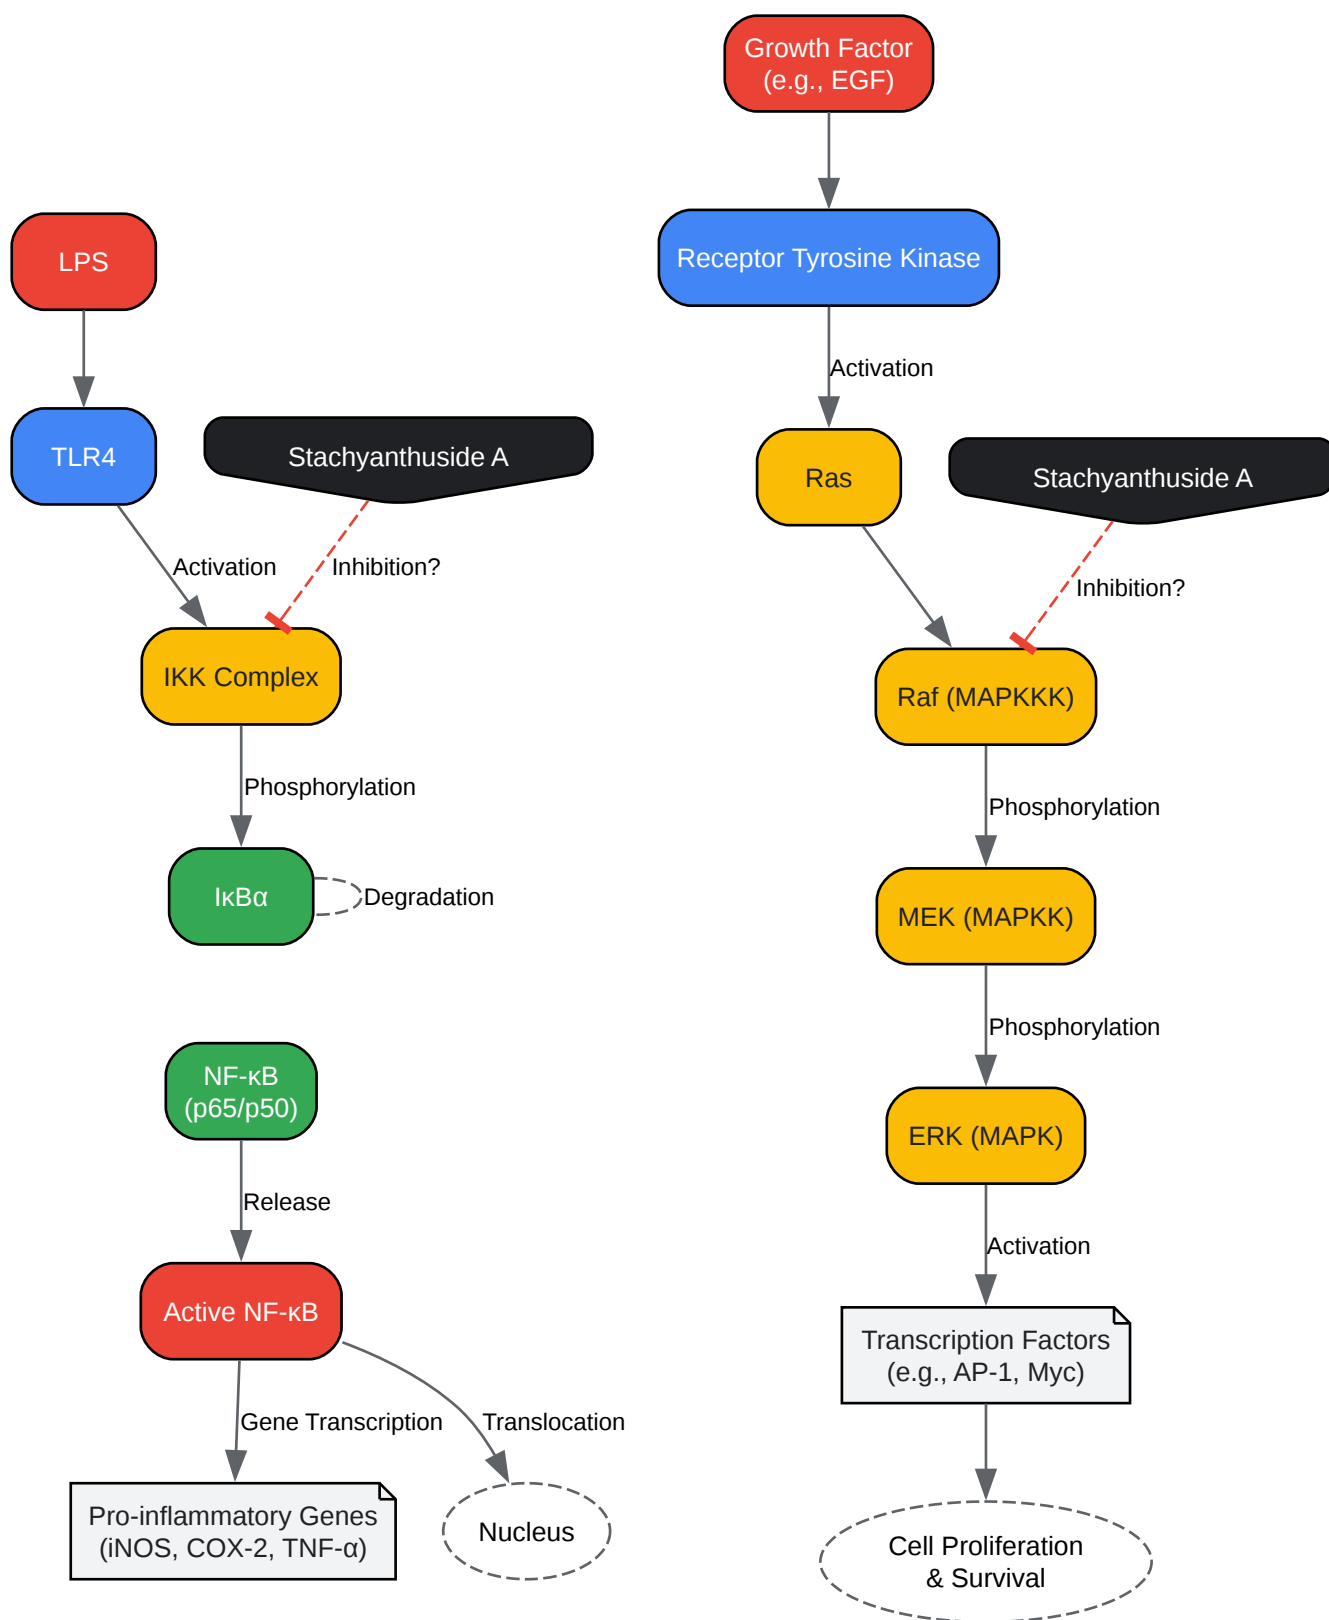 Growth Factor
(e.g., EGF)
LPS
Receptor Tyrosine Kinase
Activation
TLR4
Stachyanthuside A
Ras
Stachyanthuside A
Activation
Inhibition?
Inhibition?
IKK Complex
Raf (MAPKKK)
Phosphorylation
Phosphorylation
IκBα
Degradation
MEK (MAPKK)
Phosphorylation
NF-κB
(p65/p50)
ERK (MAPK)
Release
Activation
Active NF-κB
Transcription Factors
(e.g., AP-1, Myc)
Gene Transcription
Translocation
Pro-inflammatory Genes
(iNOS, COX-2, TNF-α)
Nucleus
Cell Proliferation
& Survival